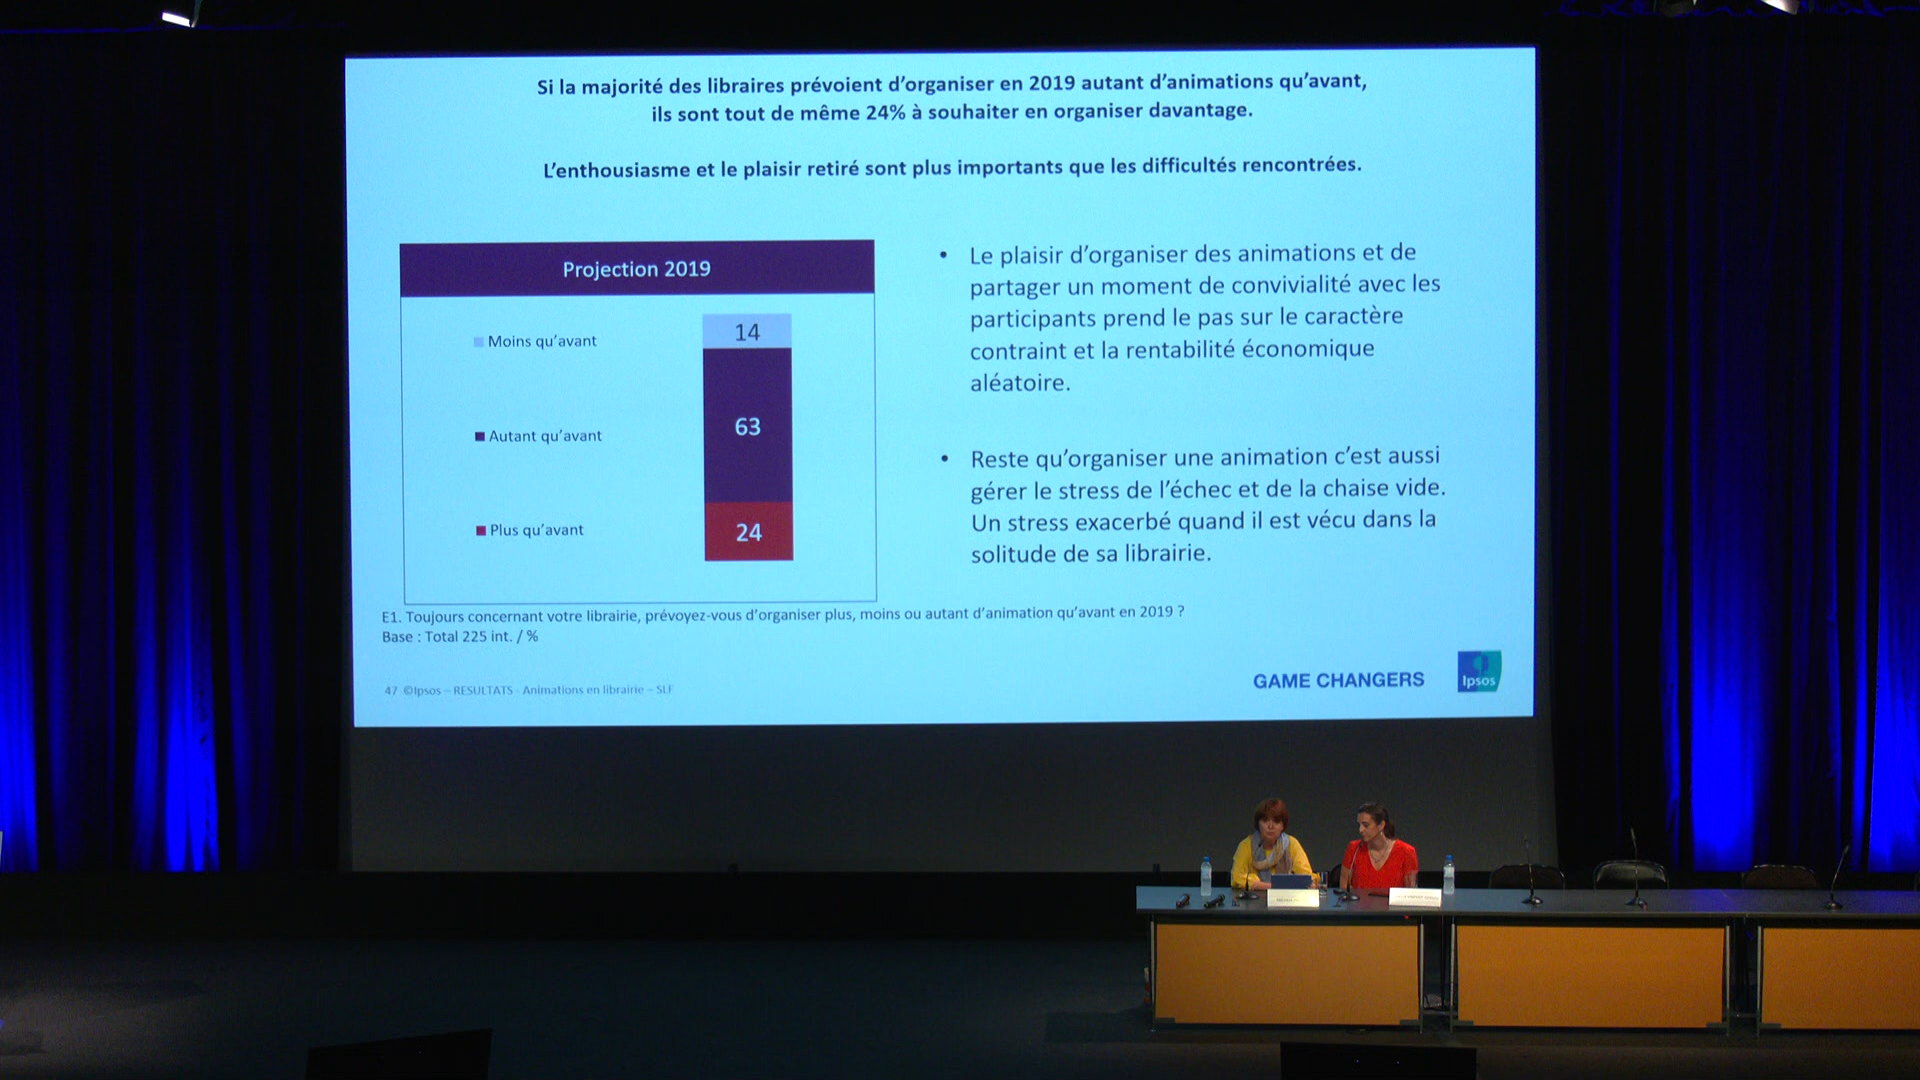 Si la majorité des libraires prévoient d'organiser en 2019 autant d'animations qu'avant,
ils sont tout de même 24% à souhaiter en organiser davantage.
L'enthousiasme et le plaisir retiré sont plus importants que les difficultés rencontrées.
Projection 2019
Moins qu'avant
14
Autant qu'avant
63
Plus qu'avant
24
• Le plaisir d'organiser des animations et de
partager un moment de convivialité avec les
participants prend le pas sur le caractère
contraint et la rentabilité économique
aléatoire.
• Reste qu'organiser une animation c'est aussi
gérer le stress de l'échec et de la chaise vide.
Un stress exacerbé quand il est vécu dans la
solitude de sa librairie.
E1. Toujours concernant votre librairie, prévoyez-vous d'organiser plus, moins ou autant d'animation qu'avant en 2019 ?
Base : Total 225 int. / %
47 ©Ipsos – RESULTATS - Animations en librairie – SLF
GAME CHANGERS
Ipsos